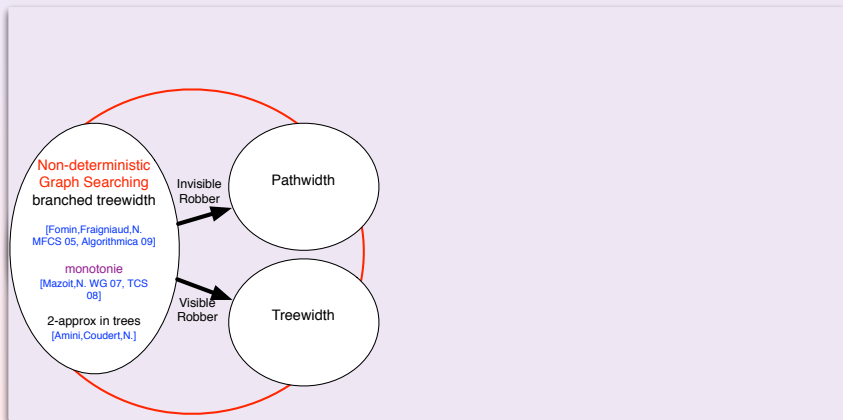 Non-deterministic
Graph Searching
branched treewidth
[Fomin,Fraigniaud,N.
MFCS 05, Algorithmica 09]
monotonie
[Mazoit,N. WG 07, TCS
08]
2-approx in trees
[Amini,Coudert,N.]
Invisible
Robber
Visible
Robber
Pathwidth
Treewidth